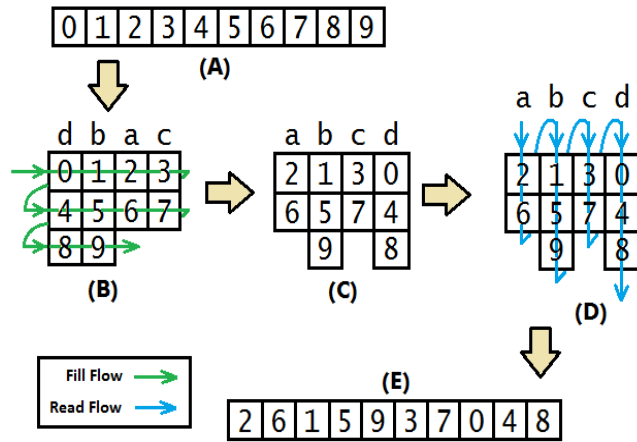 0 1 2 3 4 5 6 7 8 9
(A)
d b a c
0 1 2 3
4 5 6 7
8 9
(B)
a b c d
2 1 3 0
6 5 7 4
9 8
(C)
a b c d
2 1 3 0
6 5 7 4
9 8
(D)
Fill Flow
Read Flow
(E)
2 6 1 5 9 3 7 0 4 8